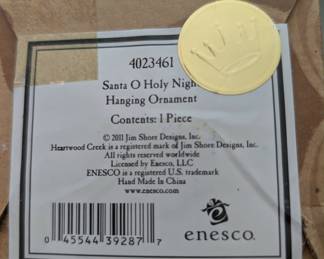 4023461
Santa O Holy Night
Hanging Ornament
Contents: 1 Piece
© 2011 Jim Shore Designs, Inc.
Heartwood Creek is a registered mark of Jim Shore Designs, Inc.
All rights reserved worldwide
Licensed by Enesco, LLC
ENESCO is a registered U.S. trademark
Hand Made in China
www.enesco.com
0 45544 39287 7
enesco.